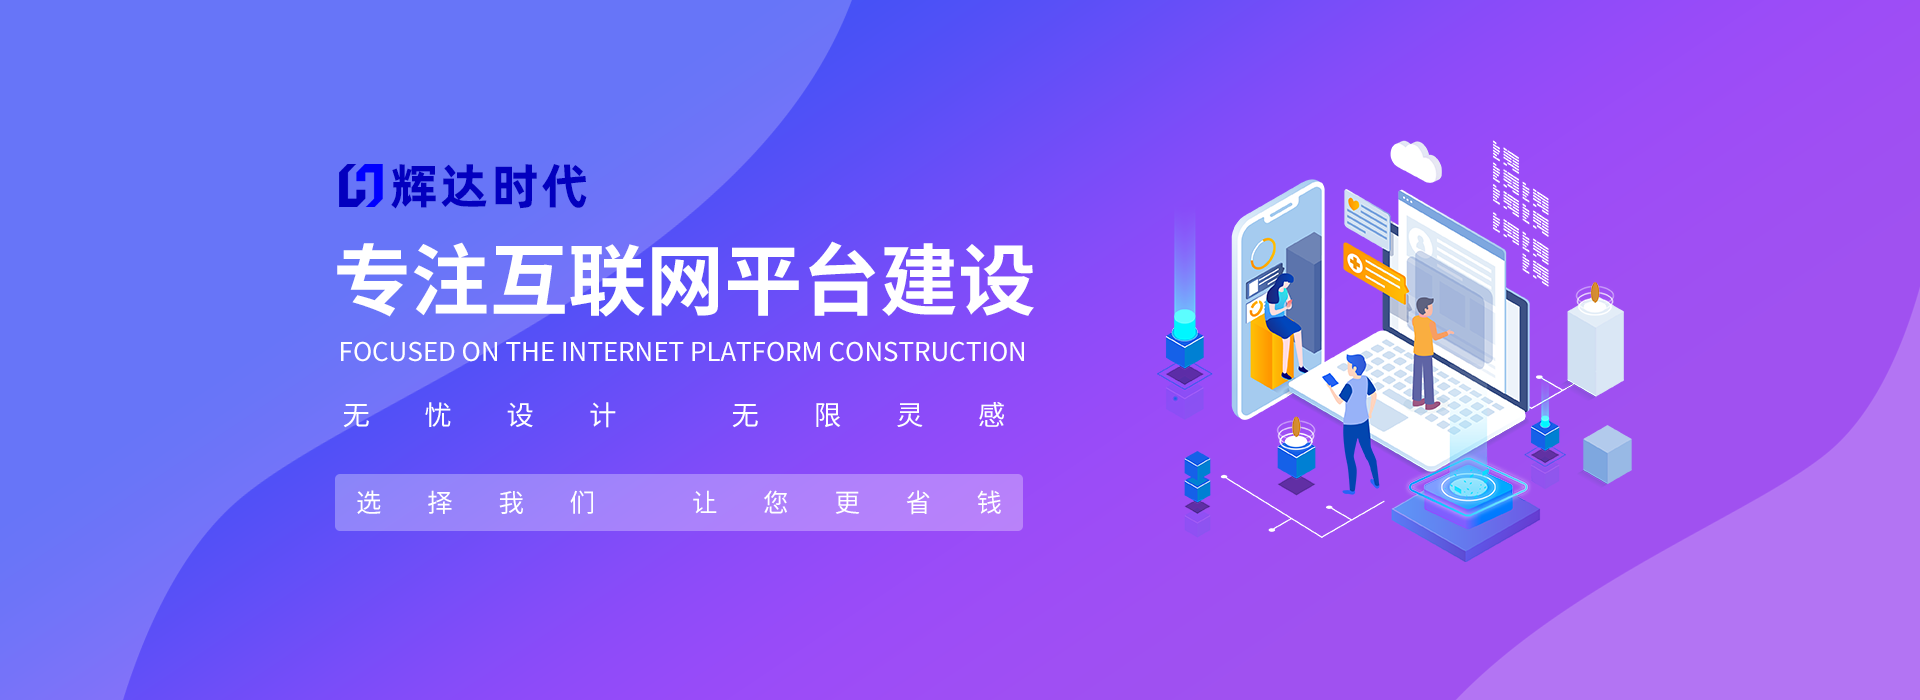 辉达时代
专注互联网平台建设
FOCUSED ON THE INTERNET PLATFORM CONSTRUCTION
无忧设计 无限灵感
选择我们 让您更省钱